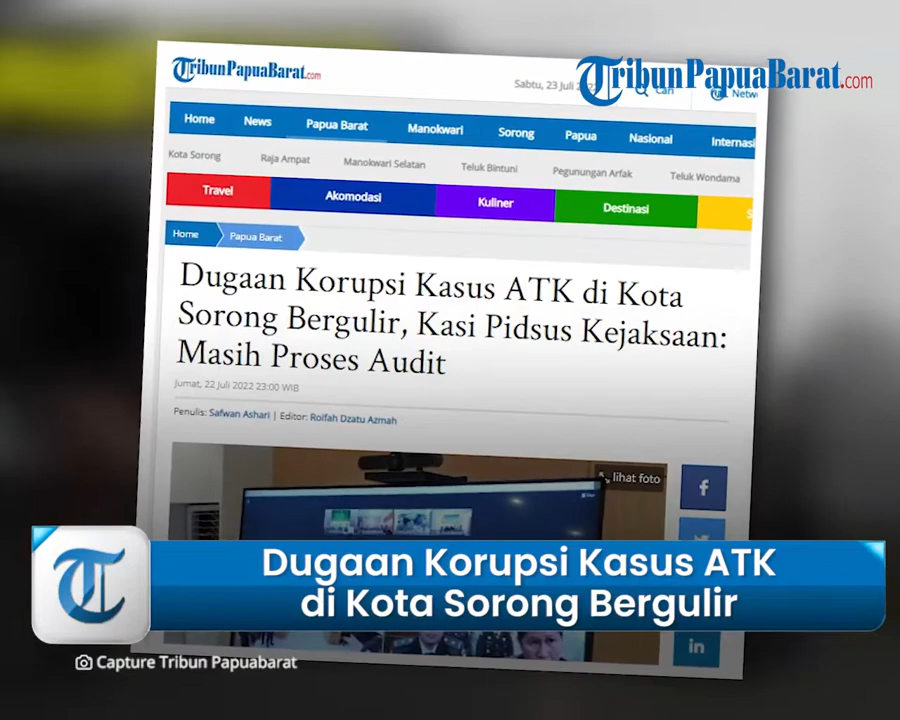 TribunPapuaBarat.com
Sabtu, 23 Juli
Cari
Netw
TribunPapuaBarat.com
Home News Papua Barat Manokwari Sorong Papua Nasional Internasi
Kota Sorong Raja Ampat Manokwari Selatan Teluk Bintuni Pegunungan Arfak Teluk Wondama
Travel Akomodasi Kuliner Destinasi S
Home Papua Barat
Dugaan Korupsi Kasus ATK di Kota
Sorong Bergulir, Kasi Pidsus Kejaksaan:
Masih Proses Audit
Jumat, 22 Juli 2022 23:00 WIB
Penulis: Safwan Ashari | Editor: Roifah Dzatu Azmah
lihat foto
Dugaan Korupsi Kasus ATK
di Kota Sorong Bergulir
Capture Tribun Papuabarat